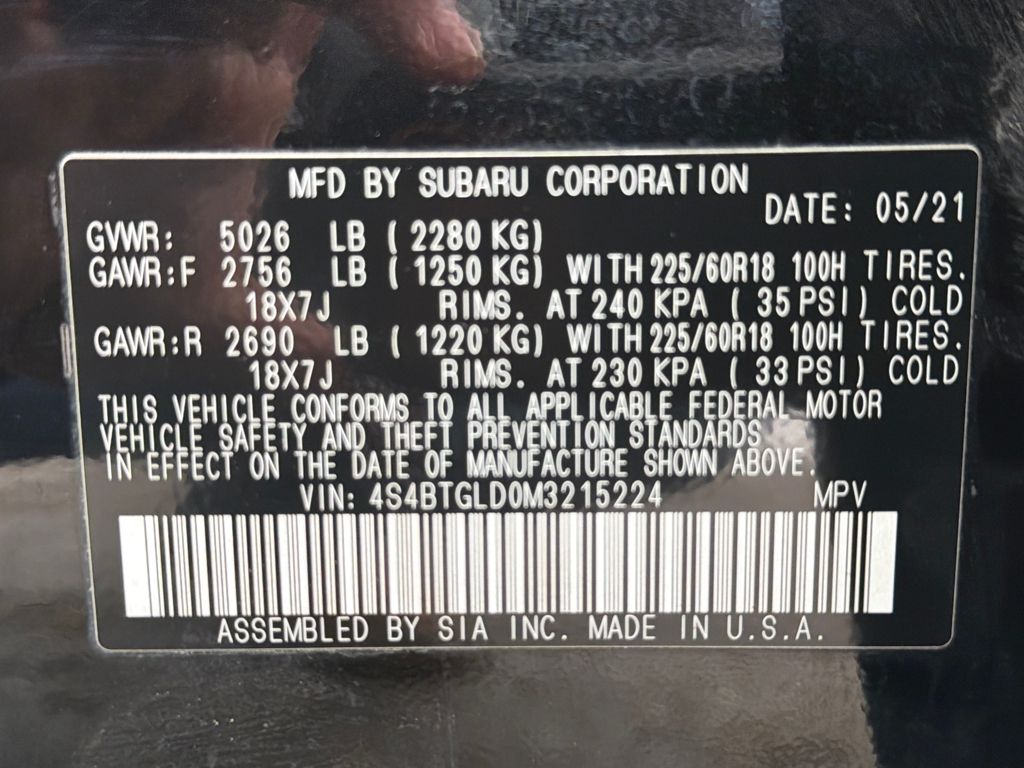 MFD BY SUBARU CORPORATION
DATE: 05/21
GVWR: 5026 LB ( 2280 KG)
GAWR:F 2756 LB ( 1250 KG) WITH 225/60R18 100H TIRES.
18X7J RIMS. AT 240 KPA ( 35 PSI) COLD
GAWR:R 2690 LB ( 1220 KG) WITH 225/60R18 100H TIRES.
18X7J RIMS. AT 230 KPA ( 33 PSI) COLD
THIS VEHICLE CONFORMS TO ALL APPLICABLE FEDERAL MOTOR
VEHICLE SAFETY AND THEFT PREVENTION STANDARDS
IN EFFECT ON THE DATE OF MANUFACTURE SHOWN ABOVE.
VIN: 4S4BTGLD0M3215224 MPV
ASSEMBLED BY SIA INC. MADE IN U.S.A.